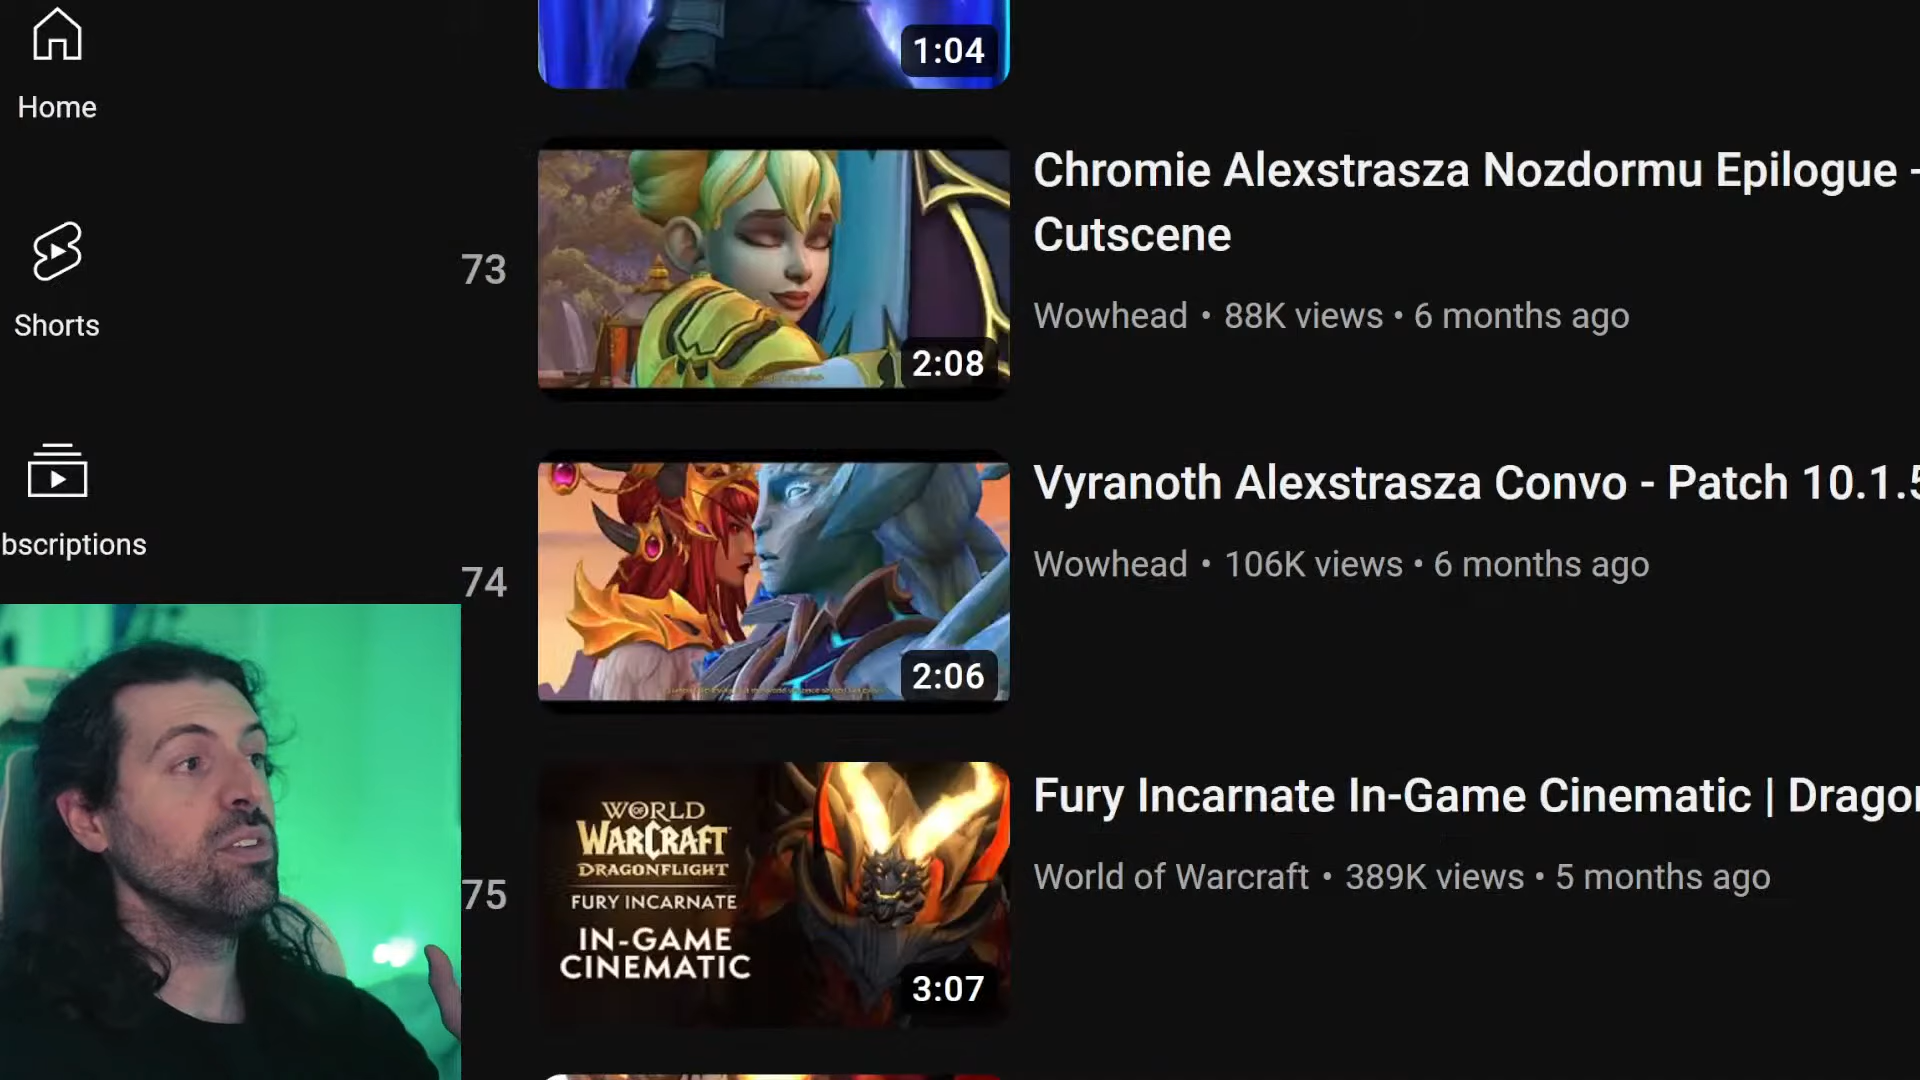 1:04
Home
Chromie Alexstrasza Nozdormu Epilogue -
Cutscene
73
Wowhead • 88K views • 6 months ago
Shorts
2:08
Vyranoth Alexstrasza Convo - Patch 10.1.5
bscriptions
Wowhead • 106K views • 6 months ago
74
2:06
Fury Incarnate In-Game Cinematic | Dragon
World of Warcraft • 389K views • 5 months ago
75
WORLD OF WARCRAFT
DRAGONFLIGHT
FURY INCARNATE
IN-GAME
CINEMATIC
3:07